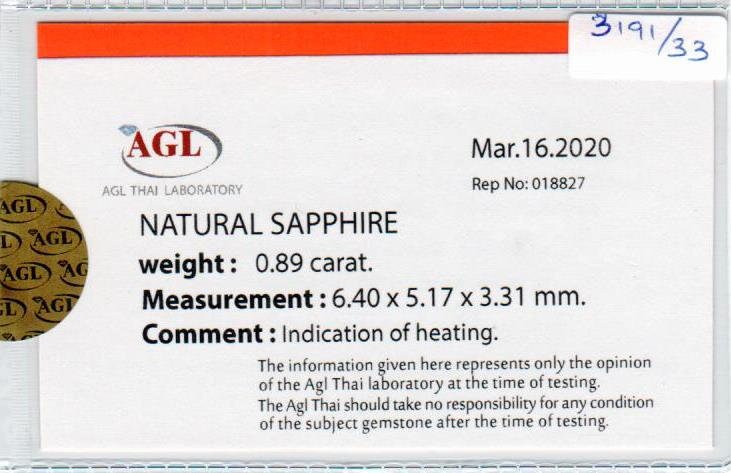 3191/33
AGL
AGL THAI LABORATORY
Mar.16.2020
Rep No: 018827
NATURAL SAPPHIRE
weight : 0.89 carat.
Measurement : 6.40 x 5.17 x 3.31 mm.
Comment : Indication of heating.
The information given here represents only the opinion
of the Agl Thai laboratory at the time of testing.
The Agl Thai should take no responsibility for any condition
of the subject gemstone after the time of testing.
AGL
AGL
AGL